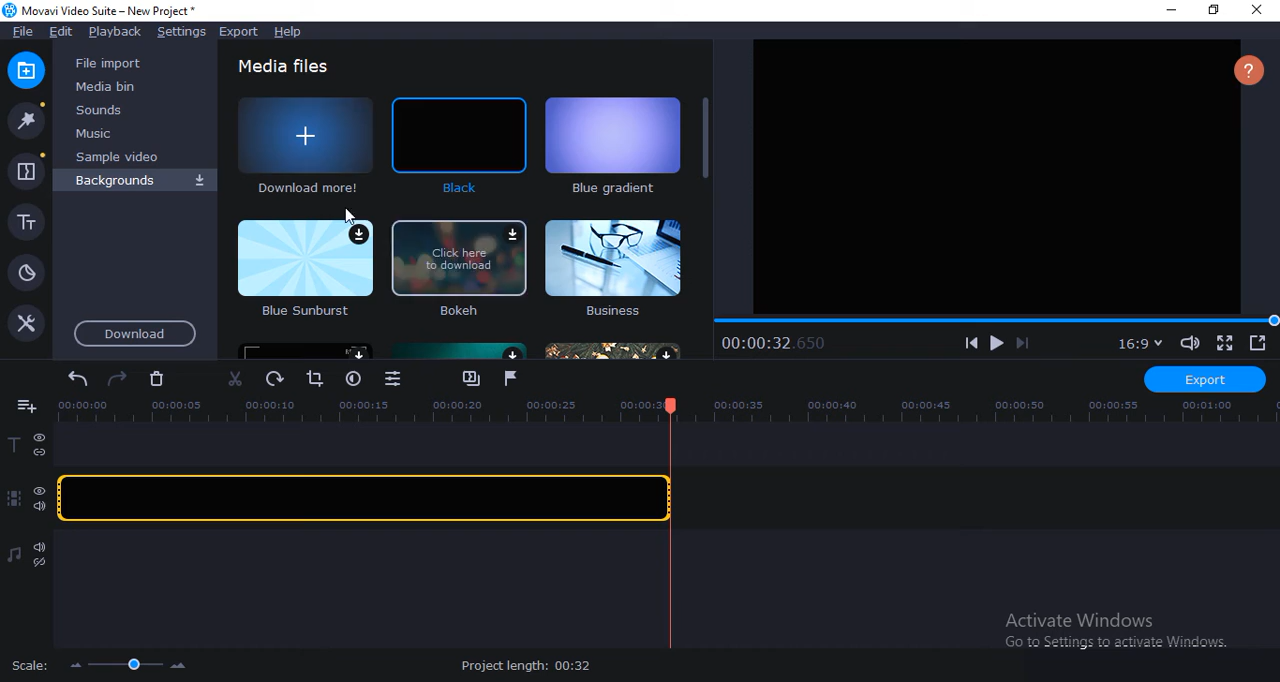 Movavi Video Suite – New Project *
File Edit Playback Settings Export Help
File import
Media bin
Sounds
Music
Sample video
Backgrounds
Download
Media files
Download more!
Black
Blue gradient
Blue Sunburst
Click here
to download
Bokeh
Business
?
00:00:32.650
16:9
Export
00:00:00 00:00:05 00:00:10 00:00:15 00:00:20 00:00:25 00:00:35 00:00:40 00:00:45 00:00:50 00:00:55 00:01:00
Activate Windows
Go to Settings to activate Windows.
Scale:
Project length: 00:32